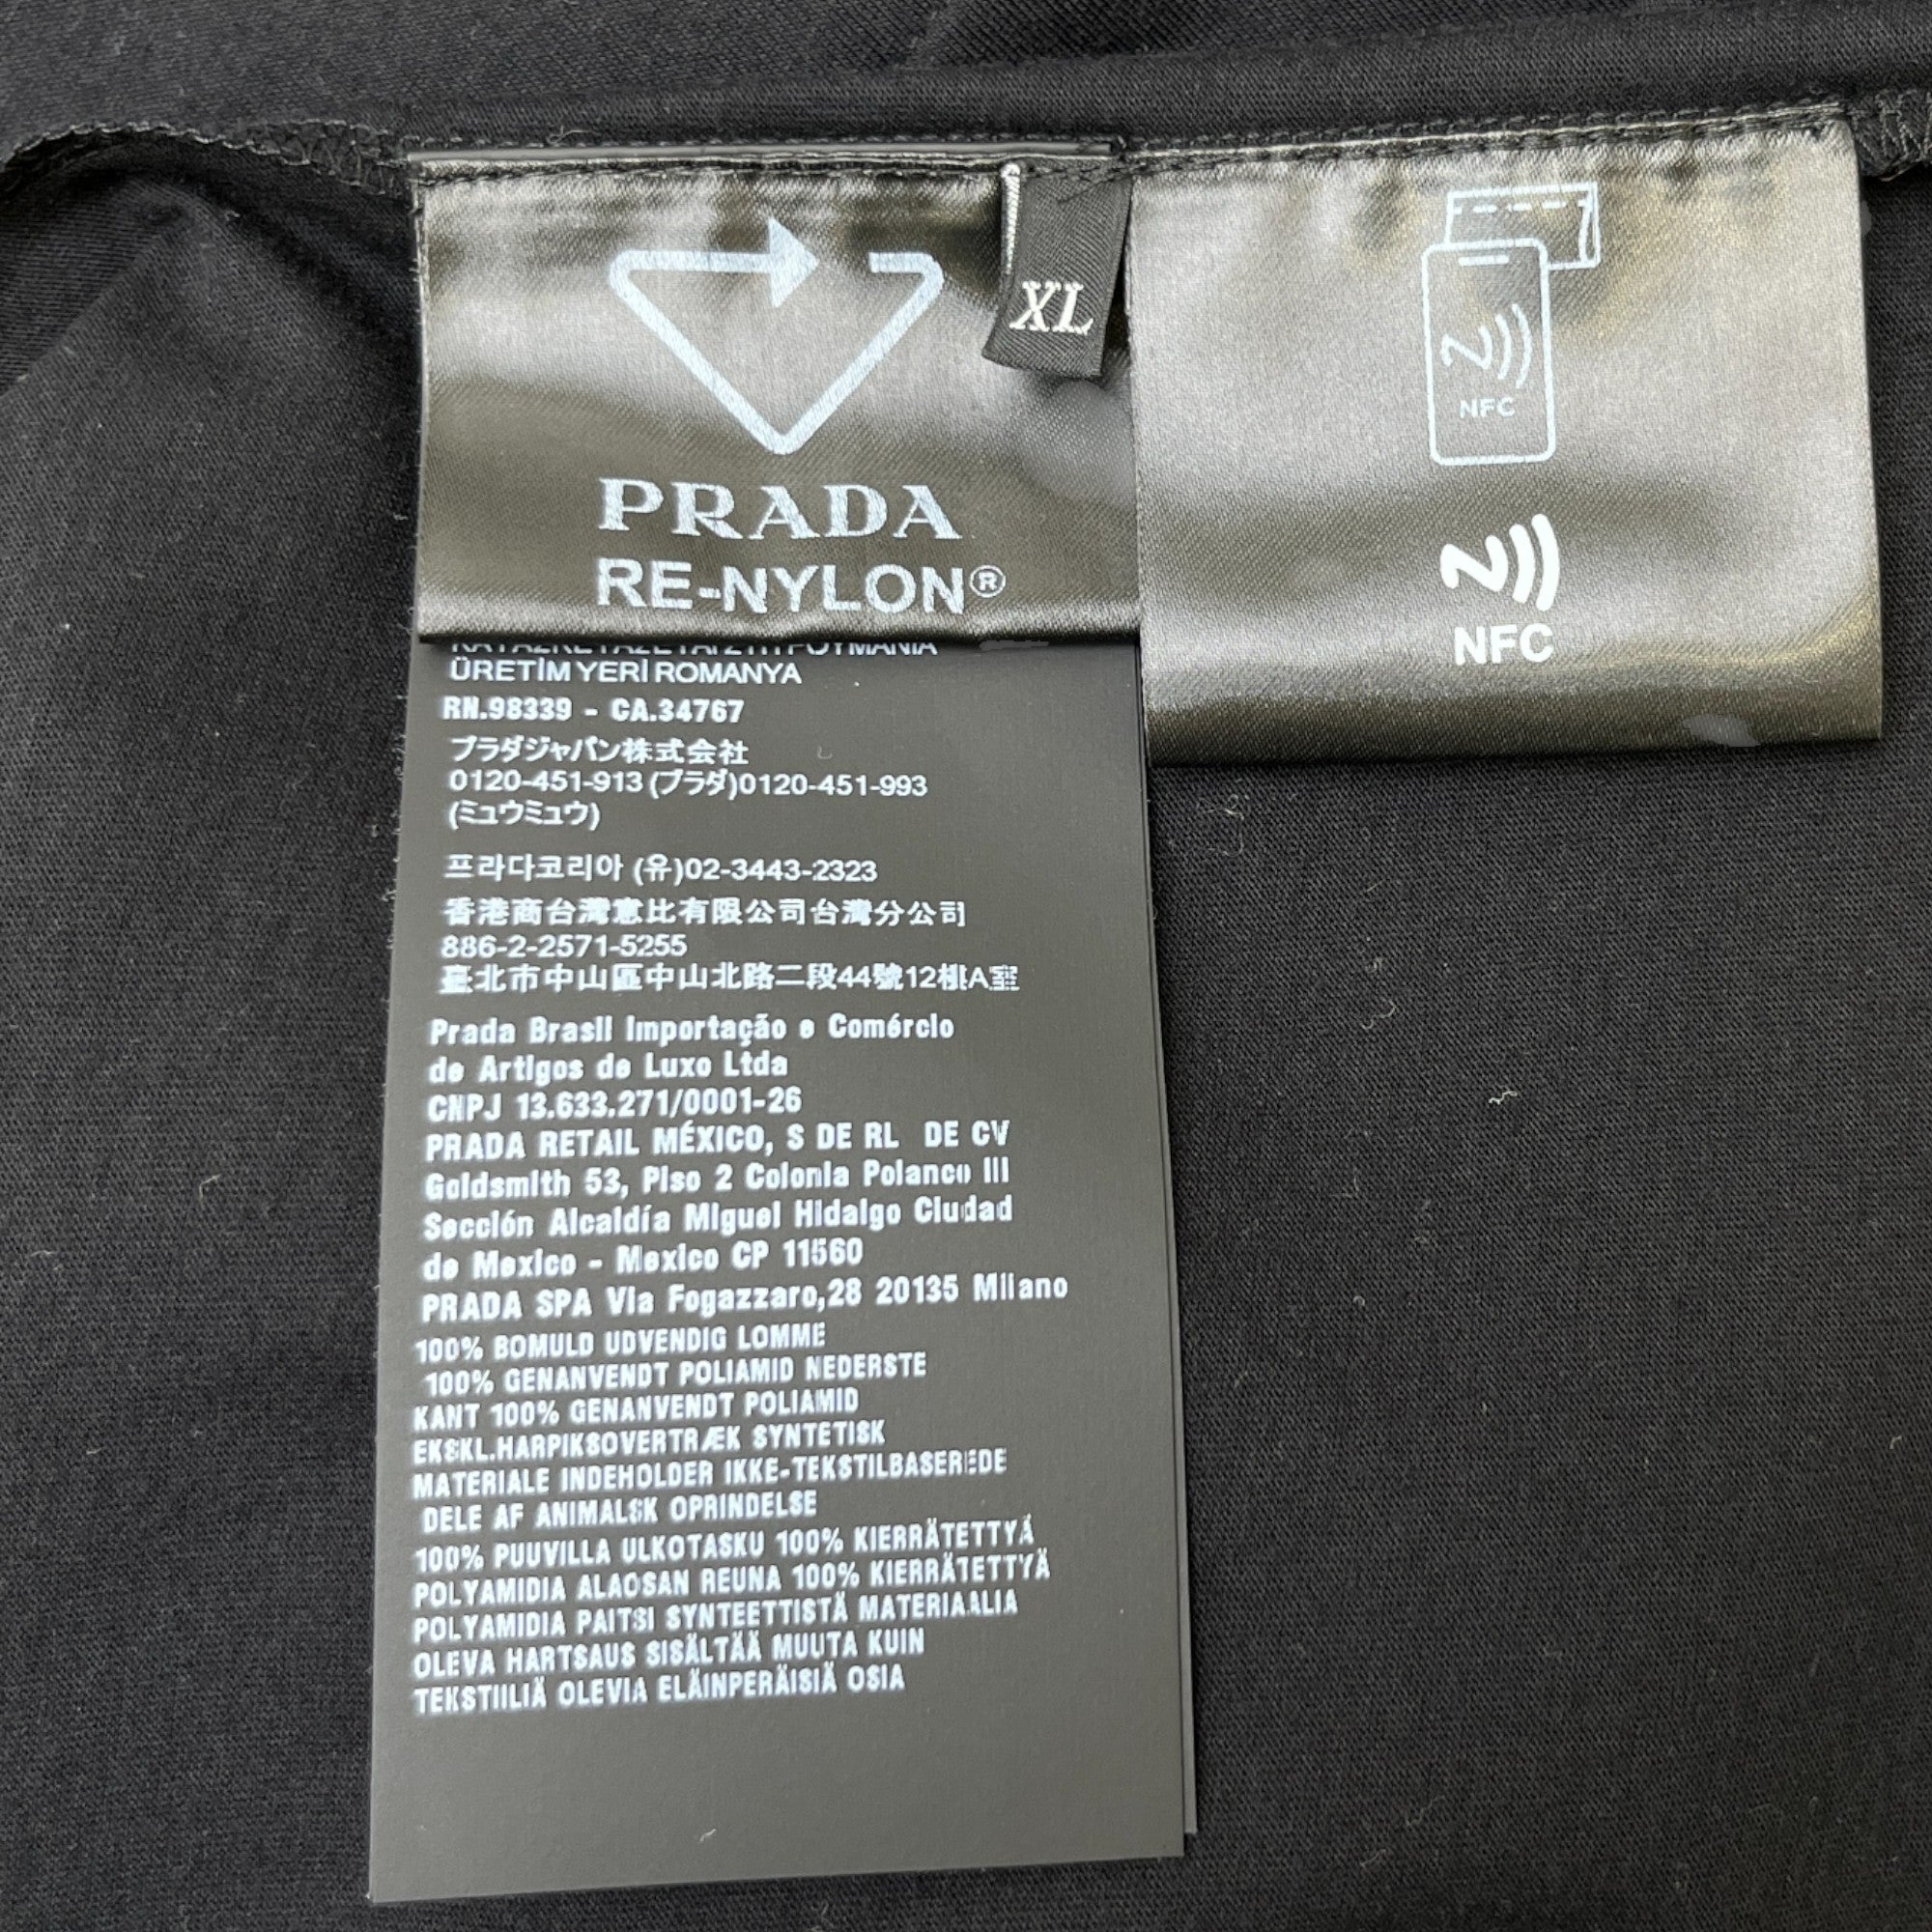 XL
PRADA
RE-NYLON®
NFC
NFC
ÜRETİM YERİ ROMANYA
RN.98339 - CA.34767
プラダジャパン株式会社
0120-451-913 (プラダ)0120-451-993
(ミュウミュウ)
프라다코리아 (유)02-3443-2323
香港商台灣惠比有限公司台灣分公司
886-2-2571-5255
臺北市中山區中山北路二段44號12樓A室
Prada Brasil Importação e Comércio
de Artigos de Luxo Ltda
CNPJ 13.633.271/0001-26
PRADA RETAIL MÉXICO, S DE RL DE CV
Goldsmith 53, Piso 2 Colonia Polanco III
Sección Alcaldía Miguel Hidalgo Ciudad
de Mexico - Mexico CP 11560
PRADA SPA Via Fogazzaro,28 20135 Milano
100% BOMULD UDVENDIG LOMME
100% GENANVENDT POLIAMID NEDERSTE
KANT 100% GENANVENDT POLIAMID
EKSKL.HARPIKSOVERTRÆK SYNTETISK
MATERIALE INDEHOLDER IKKE-TEKSTILBASEREDE
DELE AF ANIMALSK OPRINDELSE
100% PUUVILLA ULKOTASKU 100% KIERRÄTETTYÄ
POLYAMIDIA ALAOSAN REUNA 100% KIERRÄTETTYÄ
POLYAMIDIA PAITSI SYNTEETTISTÄ MATERIAALIA
OLEVA HARTSAUS SISÄLTÄÄ MUUTA KUIN
TEKSTIILIÄ OLEVIA ELÄINPERÄISIÄ OSIA